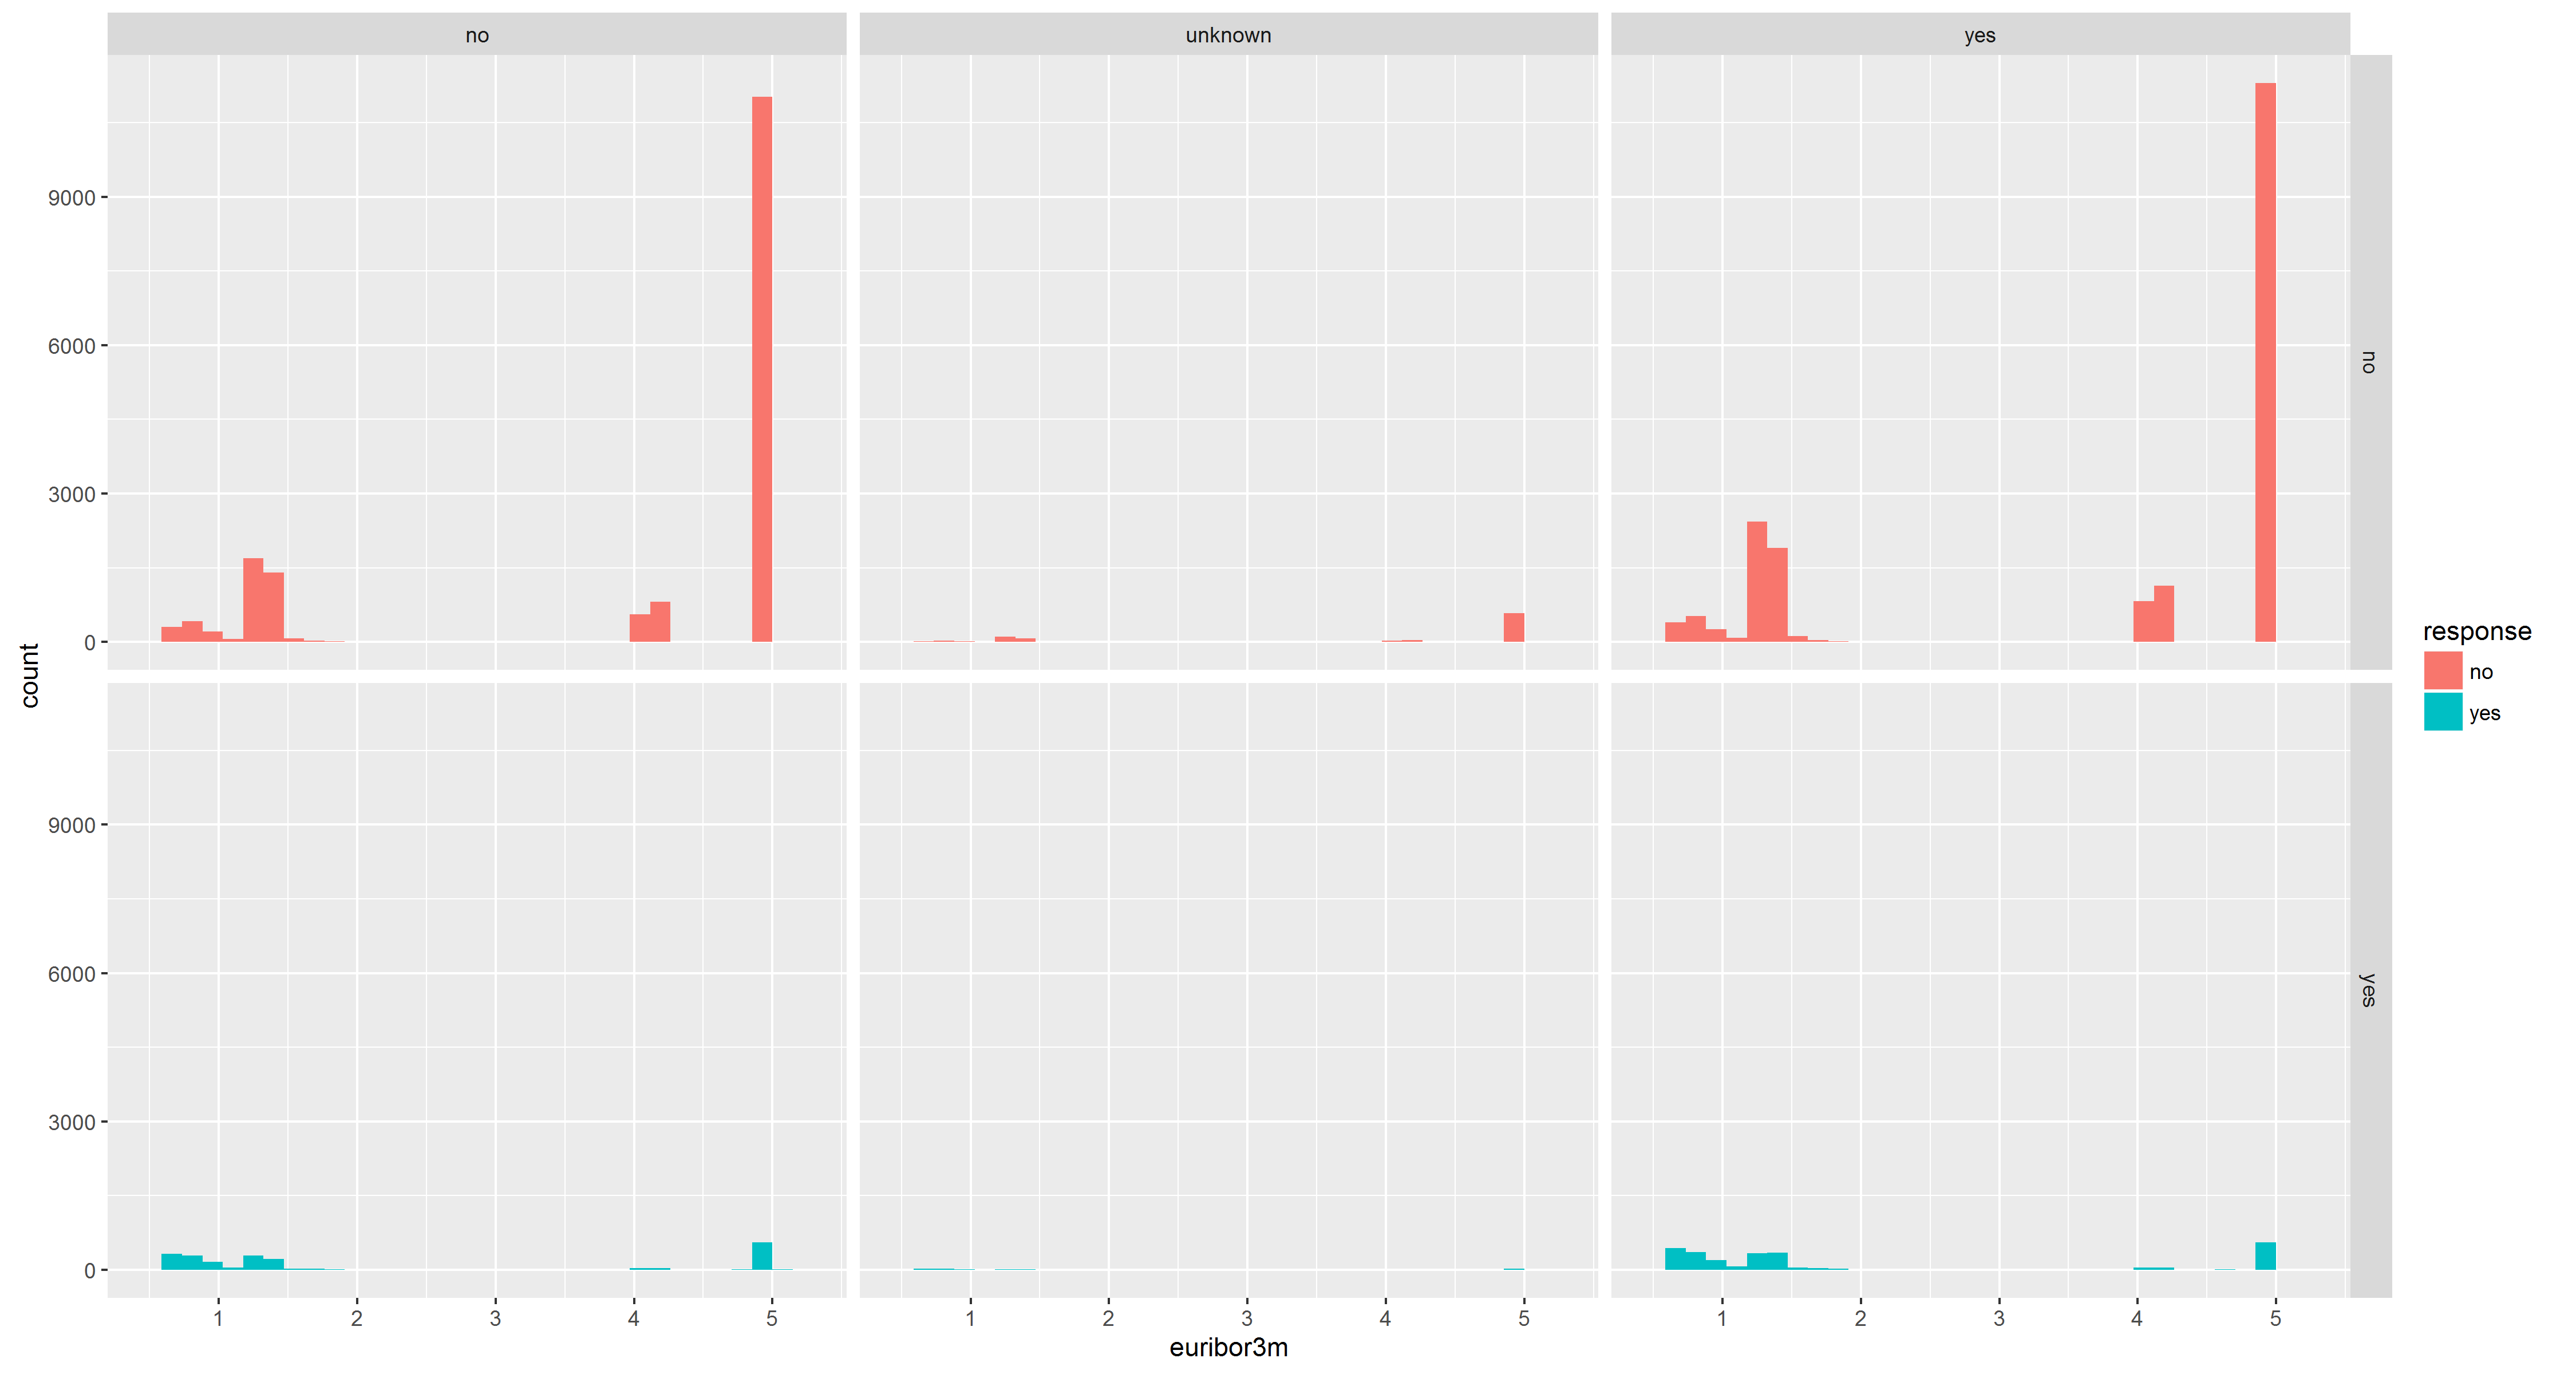 no unknown yes
9000
6000
3000
0
no
count
9000
6000
3000
0
yes
1 2 3 4 5 1 2 3 4 5 1 2 3 4 5
euribor3m
response
no
yes